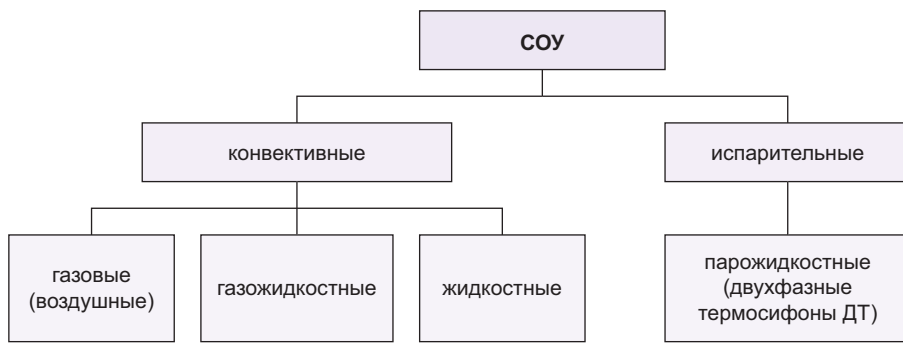 СОУ
конвективные
испарительные
газовые
(воздушные)
газожидкостные
жидкостные
парожидкостные
(двухфазные
термосифоны ДТ)